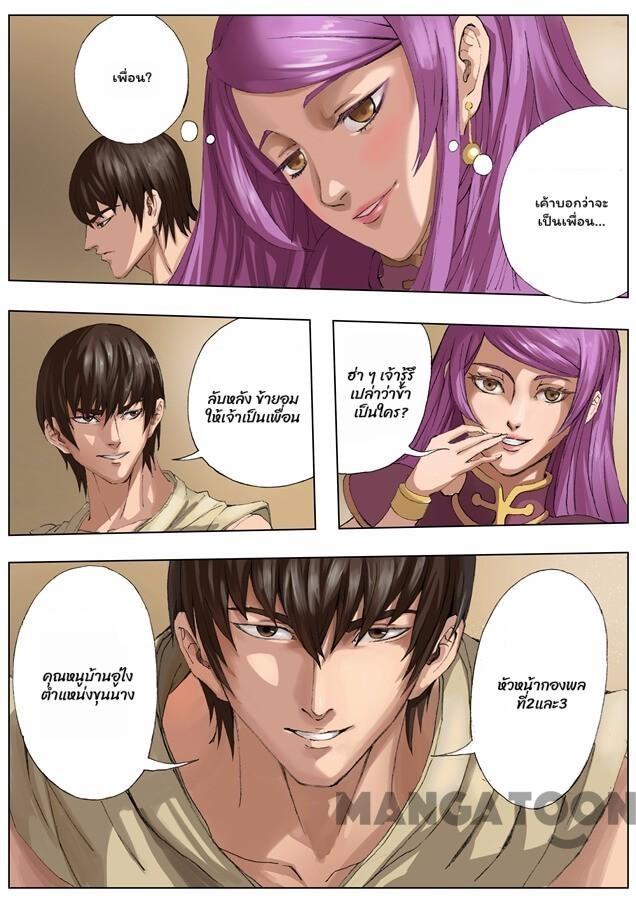 เพื่อน?
เค้าบอกว่าจะ
เป็นเพื่อน...
ลับหลัง ข้ายอม
ให้เจ้าเป็นเพื่อน
ฮ่า ๆ เจ้ารู้รึ
เปล่าว่าข้า
เป็นใคร?
คุณหนูบ้านอู่ไง
ตำแหน่งขุนนาง
หัวหน้ากองพล
ที่2และ3
MANGATOON